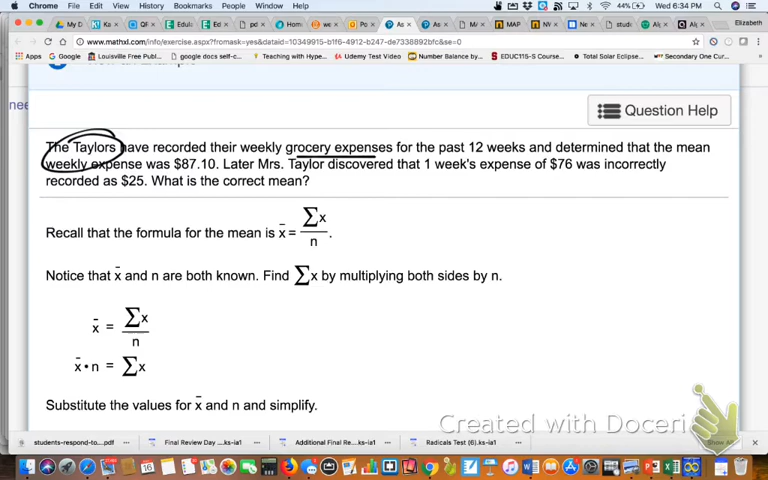 Chrome File Edit View History Bookmarks People Window Help
44% Wed 6:34 PM
Elizabeth
www.mathxl.com/info/exercise.aspx?fromask=yes&dataid=10349915-b1f6-4912-b247-dec7338892bfc&se=0
Apps Google Louisville Free Publ... google docs self-c... Teaching with Hype... Udemy Test Video Number Balance by... EDUC115-S Course... Total Solar Eclipse... Secondary One Cur...
Question Help
The Taylors have recorded their weekly grocery expenses for the past 12 weeks and determined that the mean
weekly expense was $87.10. Later Mrs. Taylor discovered that 1 week's expense of $76 was incorrectly
recorded as $25. What is the correct mean?
Recall that the formula for the mean is x̄ = ∑x / n.
Notice that x̄ and n are both known. Find ∑x by multiplying both sides by n.
x̄ = ∑x / n
x̄ • n = ∑x
Substitute the values for x̄ and n and simplify.
Created with Doceri
students-respond-to....pdf Final Review Day ....ks-ia1 Additional Final Re....ks-ia1 Radicals Test (6).ks-ia1 Show All